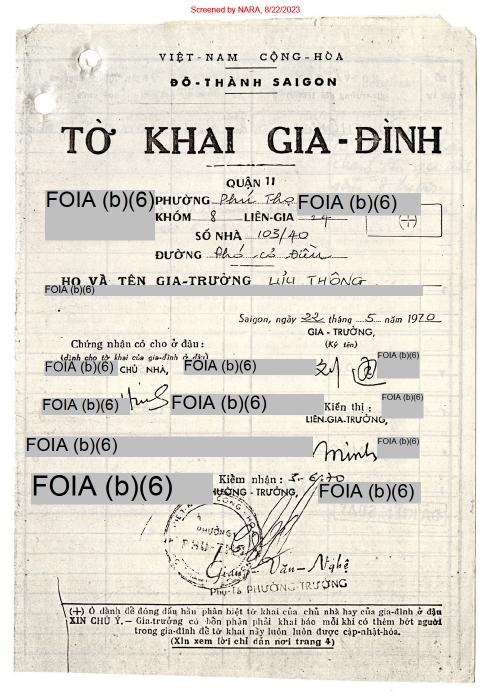 Screened by NARA, 8/22/2023
VIỆT-NAM CỘNG-HÒA
ĐÔ-THÀNH SAIGON
TỜ KHAI GIA-ĐÌNH
QUẬN 11
FOIA (b)(6) PHƯỜNG Phú Thọ FOIA (b)(6)
KHÓM 8 LIÊN-GIA 24 (+)
SỐ NHÀ 103/40
ĐƯỜNG Phó Cơ Điều
HỌ VÀ TÊN GIA-TRƯỞNG LƯU THÔNG
FOIA (b)(6)
Saigon, ngày 22 tháng 5 năm 1970
GIA-TRƯỞNG,
Chứng nhận có cho ở đậu: (Ký tên)
(dành cho tờ khai của gia-đình ở đậu) FOIA (b)(6)
FOIA (b)(6) CHỦ NHÀ, FOIA (b)(6) 刘通
FOIA (b)(6) FOIA (b)(6) Kiến thị: FOIA (b)(6)
LIÊN-GIA-TRƯỞNG,
FOIA (b)(6) minh FOIA (b)(6)
Kiểm nhận: 3-6-70
FOIA (b)(6) PHƯỜNG-TRƯỞNG, FOIA (b)(6)
PHƯỜNG
PHU-THỌ
Văn-Nghệ
Phụ-Tá PHƯỜNG TRƯỞNG
(+) Ô dành để đóng dấu hầu phân biệt tờ khai của chủ nhà hay của gia-đình ở đậu
XIN CHÚ Ý.- Gia-trưởng có bổn phận phải khai báo mỗi khi có thêm bớt người
trong gia-đình để tờ khai này luôn luôn được cập-nhật-hóa.
(Xin xem lời chỉ dẫn nơi trang 4)